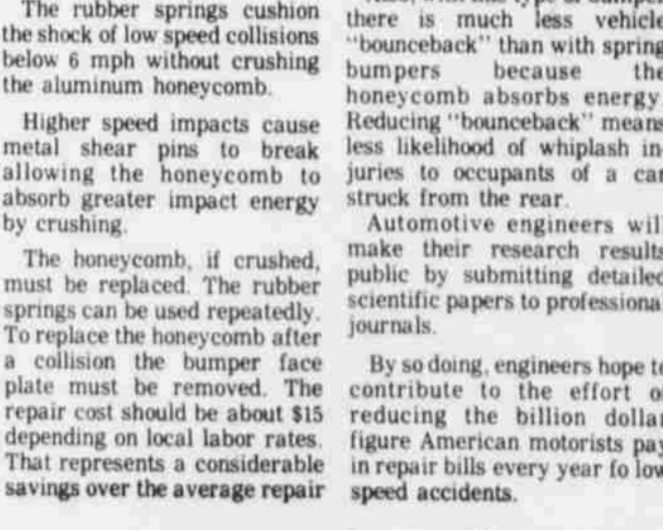 The rubber springs cushion
the shock of low speed collisions
below 6 mph without crushing
the aluminum honeycomb.
Higher speed impacts cause
metal shear pins to break
allowing the honeycomb to
absorb greater impact energy
by crushing.
The honeycomb, if crushed,
must be replaced. The rubber
springs can be used repeatedly.
To replace the honeycomb after
a collision the bumper face
plate must be removed. The
repair cost should be about $15
depending on local labor rates.
That represents a considerable
savings over the average repair
there is much less vehicle
"bounceback" than with spring
bumpers because the
honeycomb absorbs energy.
Reducing "bounceback" means
less likelihood of whiplash in-
juries to occupants of a car
struck from the rear.
Automotive engineers will
make their research results
public by submitting detailed
scientific papers to professional
journals.
By so doing, engineers hope to
contribute to the effort of
reducing the billion dollar
figure American motorists pay
in repair bills every year fo low
speed accidents.